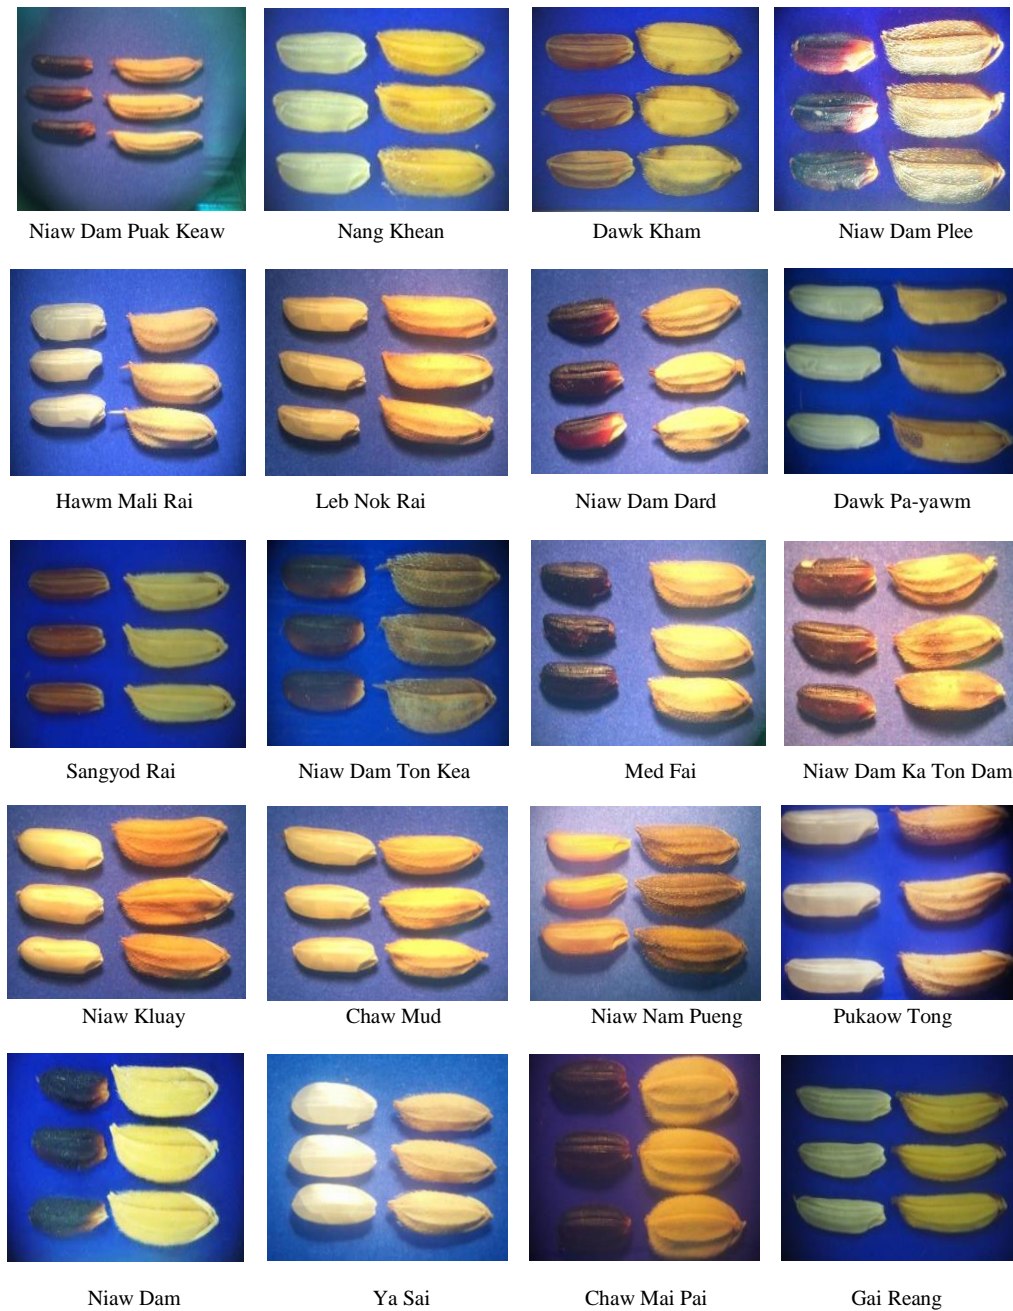 Niaw Dam Puak Keaw
Nang Khean
Dawk Kham
Niaw Dam Plee
Hawm Mali Rai
Leb Nok Rai
Niaw Dam Dard
Dawk Pa-yawm
Sangyod Rai
Niaw Dam Ton Kea
Med Fai
Niaw Dam Ka Ton Dam
Niaw Kluay
Chaw Mud
Niaw Nam Pueng
Pukaow Tong
Niaw Dam
Ya Sai
Chaw Mai Pai
Gai Reang